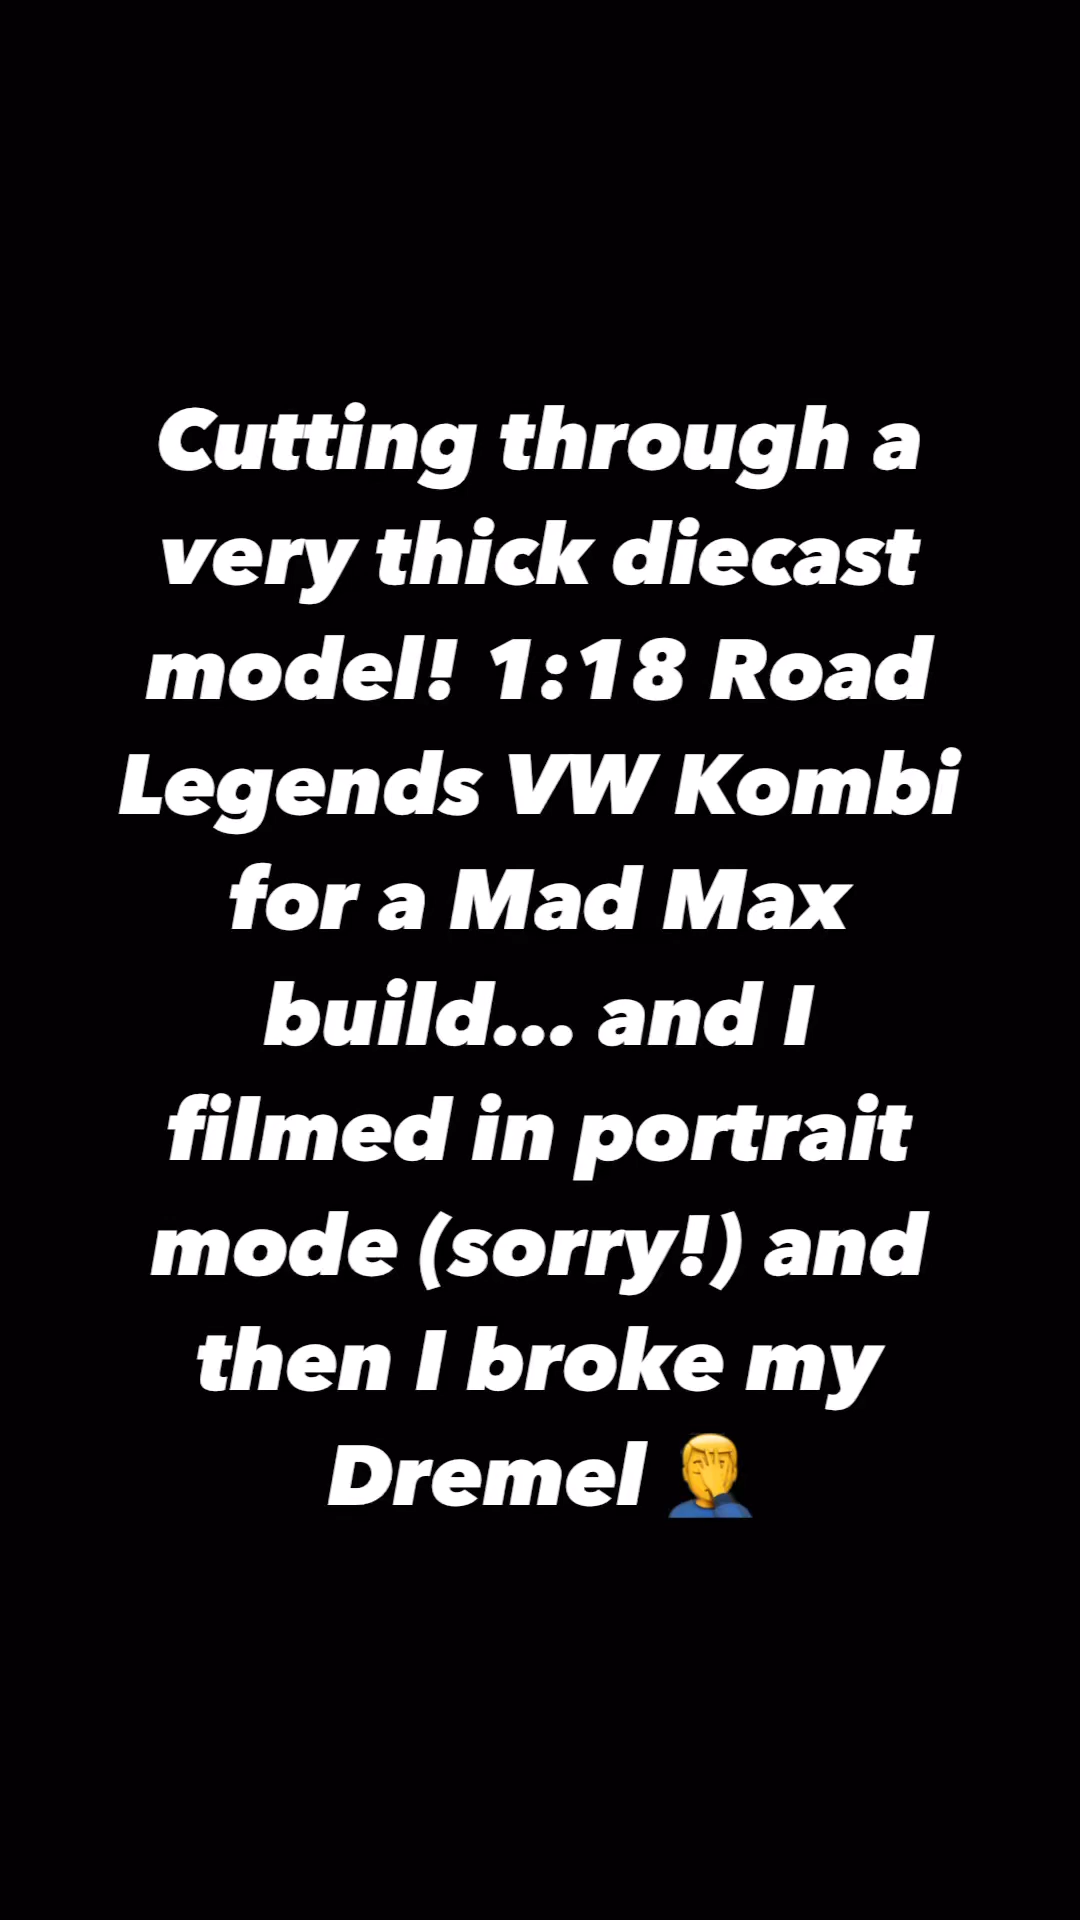 Cutting through a
very thick diecast
model! 1:18 Road
Legends VW Kombi
for a Mad Max
build... and I
filmed in portrait
mode (sorry!) and
then I broke my
Dremel 🤦‍♂️